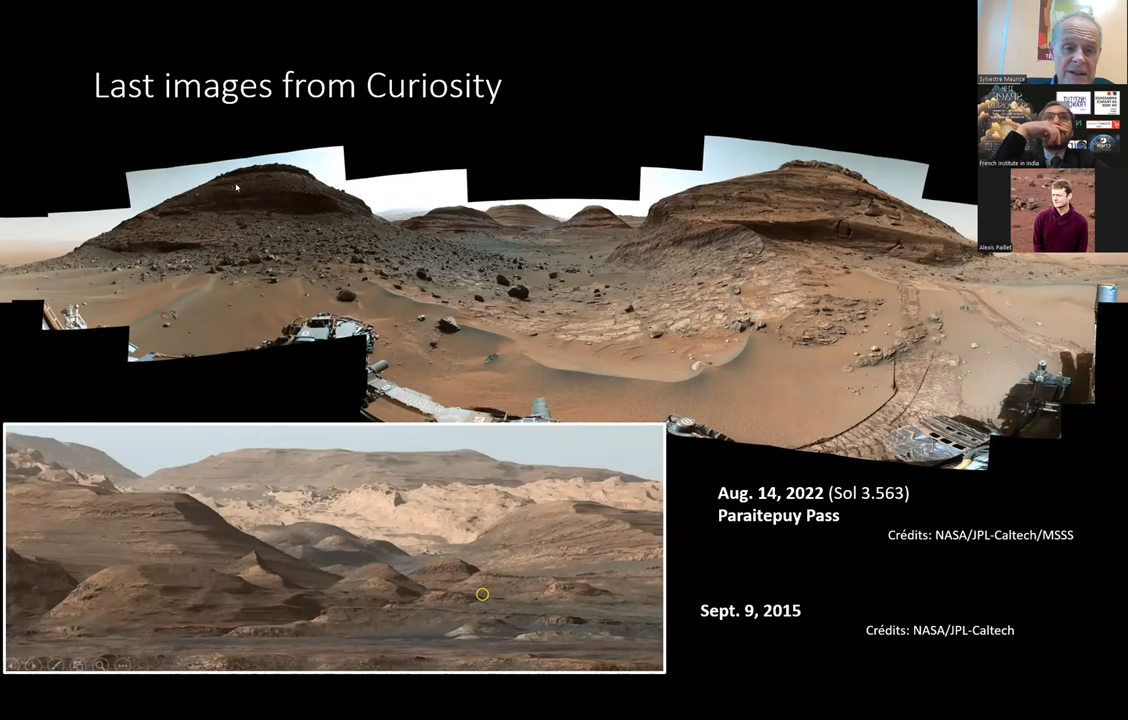 Last images from Curiosity
Sylvestre Maurice
French Institute in India
Alexis Paillet
Aug. 14, 2022 (Sol 3.563)
Paraitepuy Pass
Crédits: NASA/JPL-Caltech/MSSS
Sept. 9, 2015
Crédits: NASA/JPL-Caltech